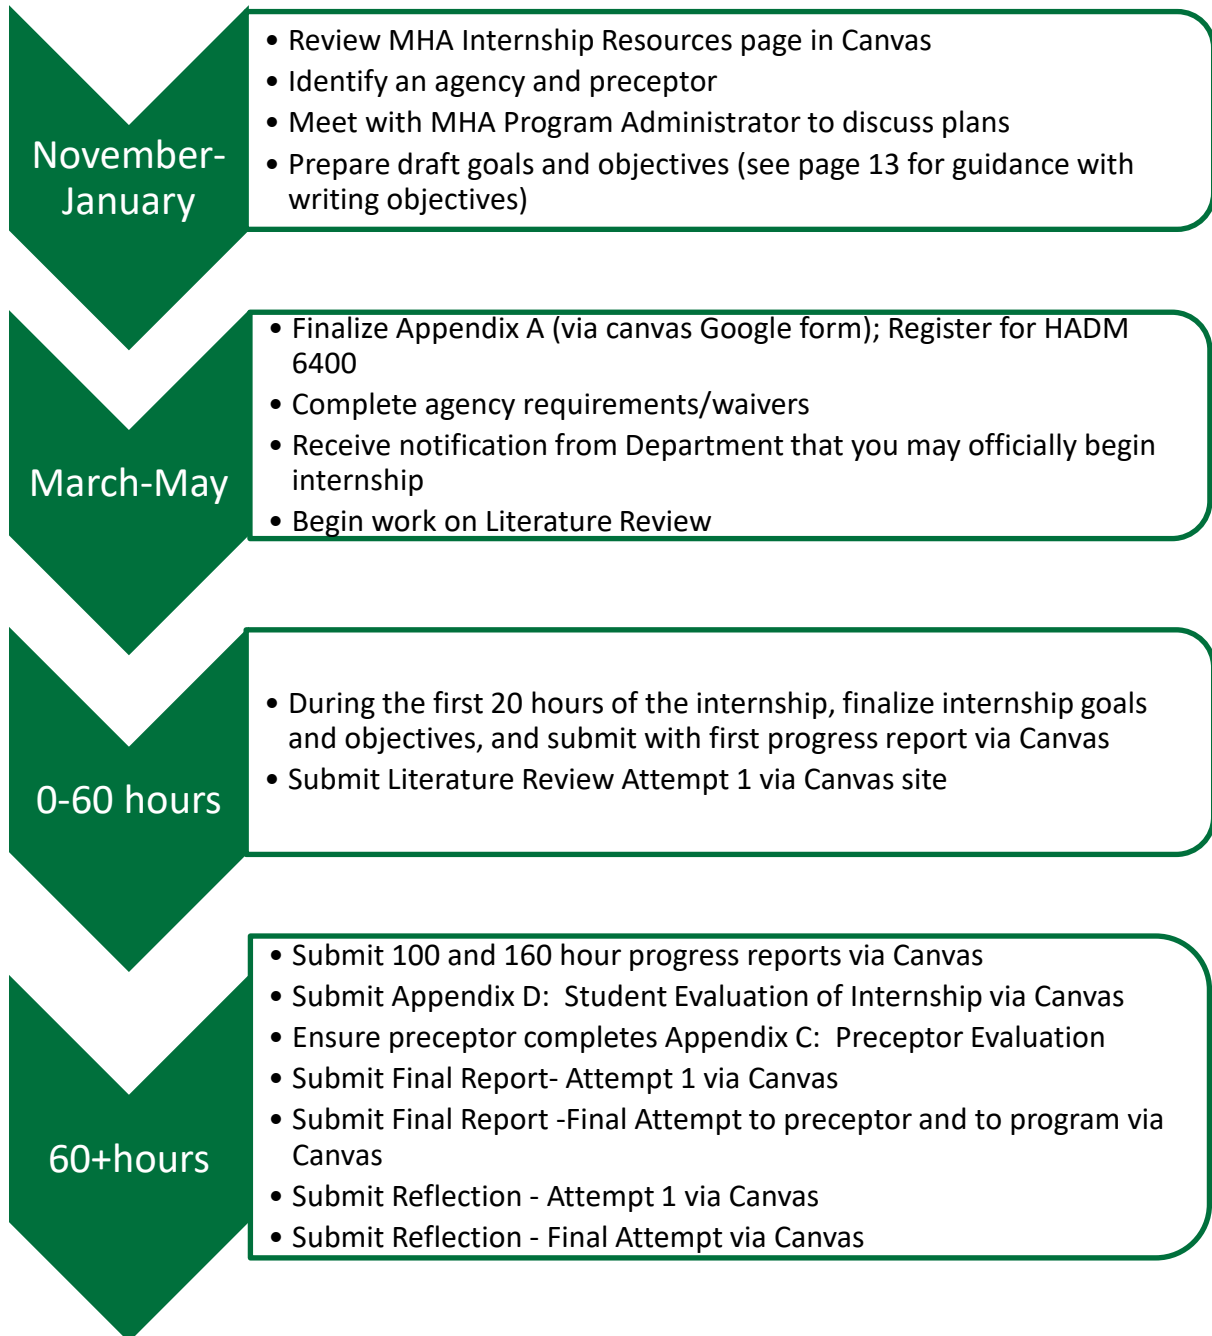 November-
January
• Review MHA Internship Resources page in Canvas
• Identify an agency and preceptor
• Meet with MHA Program Administrator to discuss plans
• Prepare draft goals and objectives (see page 13 for guidance with
writing objectives)
March-May
• Finalize Appendix A (via canvas Google form); Register for HADM
6400
• Complete agency requirements/waivers
• Receive notification from Department that you may officially begin
internship
• Begin work on Literature Review
0-60 hours
• During the first 20 hours of the internship, finalize internship goals
and objectives, and submit with first progress report via Canvas
• Submit Literature Review Attempt 1 via Canvas site
60+hours
• Submit 100 and 160 hour progress reports via Canvas
• Submit Appendix D:  Student Evaluation of Internship via Canvas
• Ensure preceptor completes Appendix C:  Preceptor Evaluation
• Submit Final Report- Attempt 1 via Canvas
• Submit Final Report -Final Attempt to preceptor and to program via
Canvas
• Submit Reflection - Attempt 1 via Canvas
• Submit Reflection - Final Attempt via Canvas